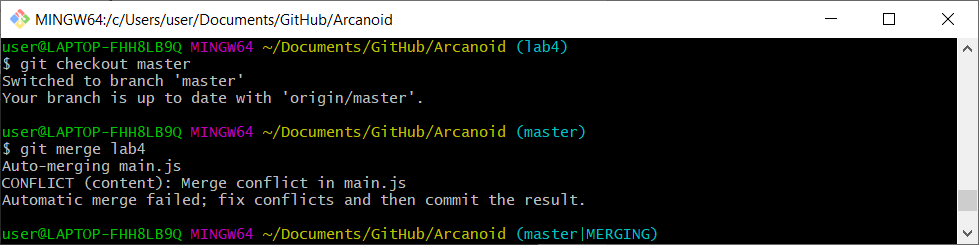 MINGW64:/c/Users/user/Documents/GitHub/Arcanoid
user@LAPTOP-FHH8LB9Q MINGW64 ~/Documents/GitHub/Arcanoid (lab4)
$ git checkout master
Switched to branch 'master'
Your branch is up to date with 'origin/master'.
user@LAPTOP-FHH8LB9Q MINGW64 ~/Documents/GitHub/Arcanoid (master)
$ git merge lab4
Auto-merging main.js
CONFLICT (content): Merge conflict in main.js
Automatic merge failed; fix conflicts and then commit the result.
user@LAPTOP-FHH8LB9Q MINGW64 ~/Documents/GitHub/Arcanoid (master|MERGING)